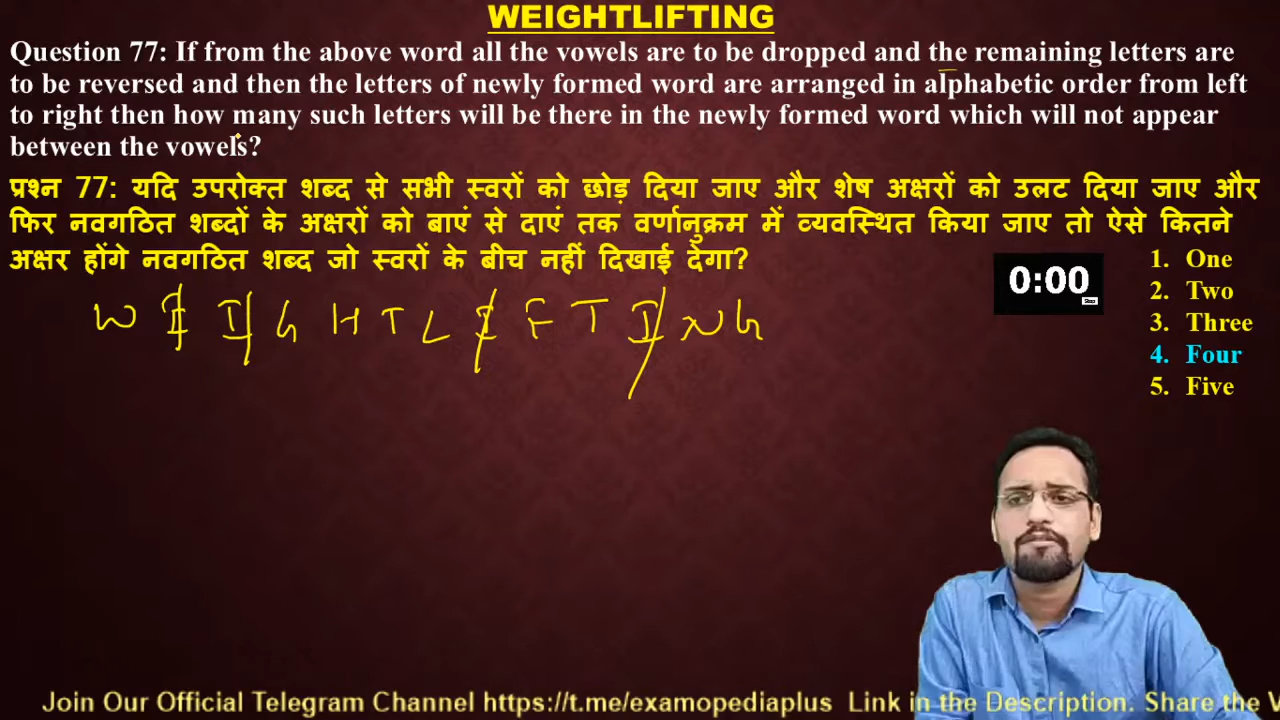 WEIGHTLIFTING
Question 77: If from the above word all the vowels are to be dropped and the remaining letters are
to be reversed and then the letters of newly formed word are arranged in alphabetic order from left
to right then how many such letters will be there in the newly formed word which will not appear
between the vowels?
प्रश्न 77: यदि उपरोक्त शब्द से सभी स्वरों को छोड़ दिया जाए और शेष अक्षरों को उलट दिया जाए और
फिर नवगठित शब्दों के अक्षरों को बाएं से दाएं तक वर्णानुक्रम में व्यवस्थित किया जाए तो ऐसे कितने
अक्षर होंगे नवगठित शब्द जो स्वरों के बीच नहीं दिखाई देगा?
0:00
Stop
1. One
2. Two
3. Three
4. Four
5. Five
W E I G H T L I F T I N G
Join Our Official Telegram Channel https://t.me/examopediaplus Link in the Description. Share the V